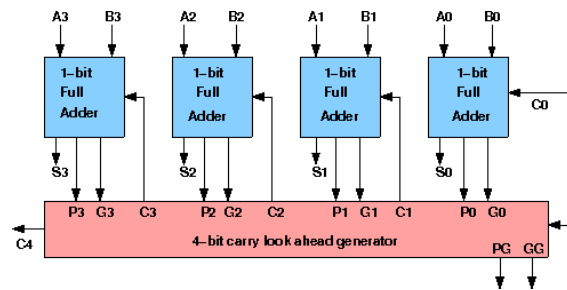 A3 B3 A2 B2 A1 B1 A0 B0
1-bit 1-bit 1-bit 1-bit
Full Full Full Full
Adder Adder Adder Adder
C0
S3 S2 S1 S0
P3 G3 C3 P2 G2 C2 P1 G1 C1 P0 G0
C4
4-bit carry look ahead generator
PG GG